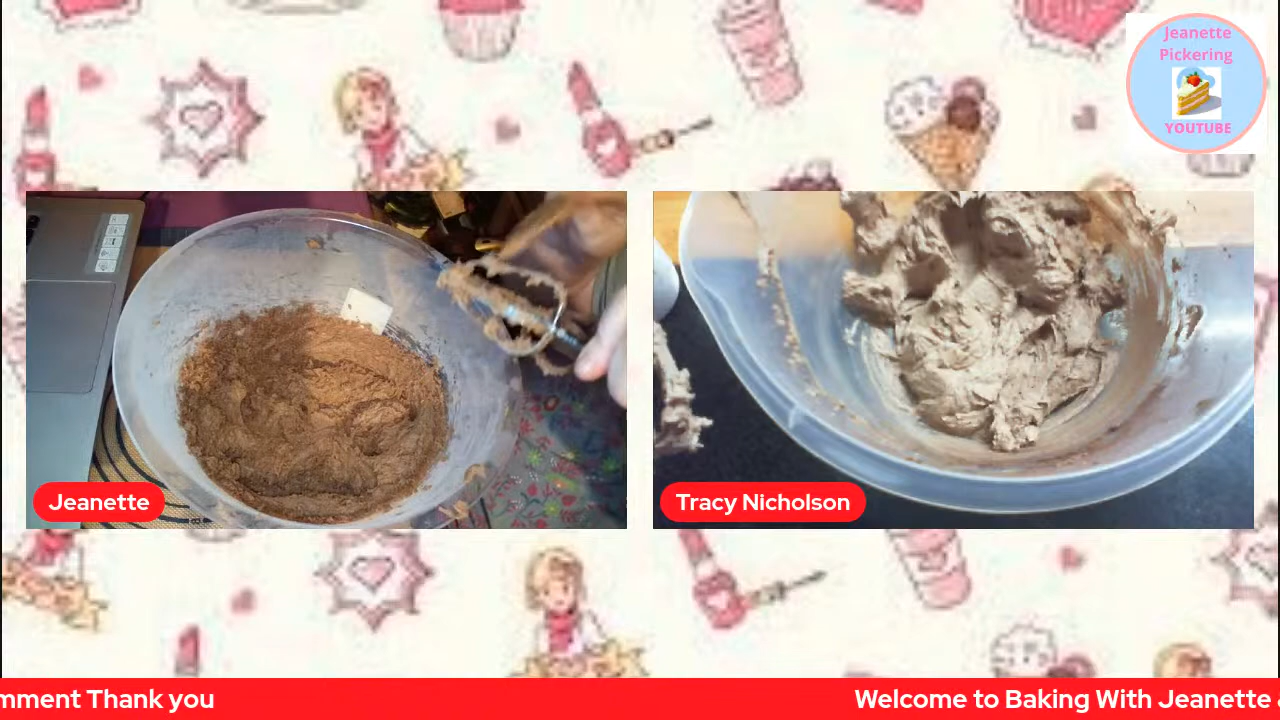 Jeanette
Pickering
YOUTUBE
Jeanette
Tracy Nicholson
mment Thank you
Welcome to Baking With Jeanette